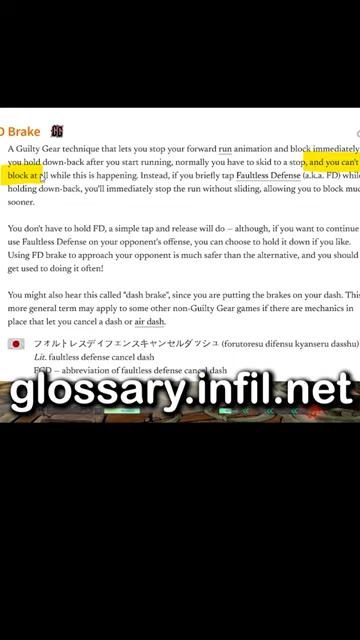 D Brake
A Guilty Gear technique that lets you stop your forward run animation and block immediately
you hold down-back after you start running, normally you have to skid to a stop, and you can't
block at all while this is happening. Instead, if you briefly tap Faultless Defense (a.k.a. FD) while
holding down-back, you'll immediately stop the run without sliding, allowing you to block muc
sooner.
You don't have to hold FD, a simple tap and release will do — although, if you want to continue
use Faultless Defense on your opponent's offense, you can choose to hold it down if you like.
Using FD brake to approach your opponent is much safer than the alternative, and you should
get used to doing it often!
You might also hear this called "dash brake", since you are putting the brakes on your dash. This
more general term may apply to some other non-Guilty Gear games if there are mechanics in
place that let you cancel a dash or air dash.
フォルトレスディフェンスキャンセルダッシュ (forutoresu difensu kyanseru dasshu)
Lit. faultless defense cancel dash
FCD — abbreviation of faultless defense cancel dash
glossary.infil.net